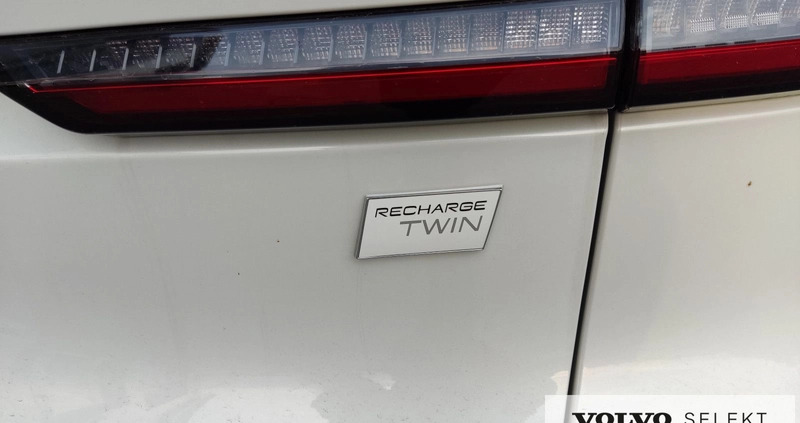 RECHARGE
TWIN
VOLVO SELEKT